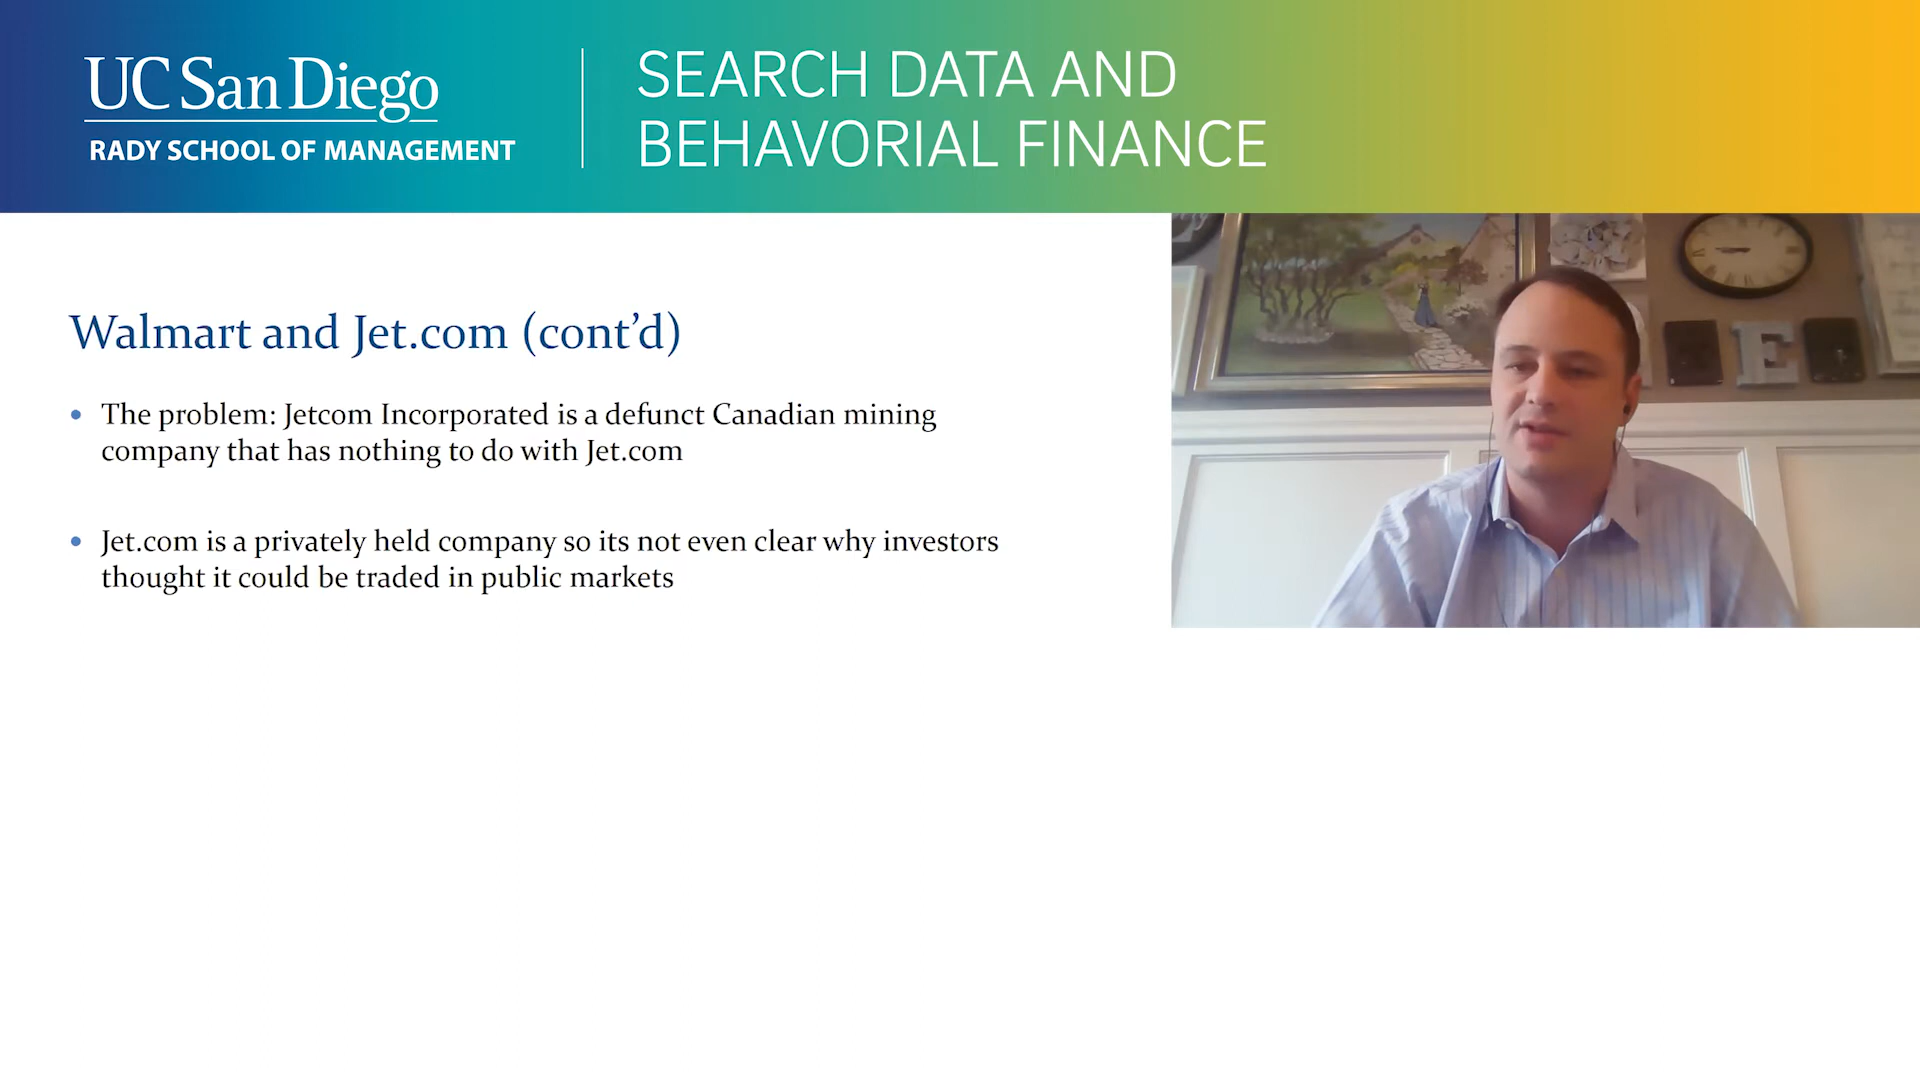 UC San Diego
RADY SCHOOL OF MANAGEMENT
SEARCH DATA AND
BEHAVORIAL FINANCE
Walmart and Jet.com (cont’d)
• The problem: Jetcom Incorporated is a defunct Canadian mining
company that has nothing to do with Jet.com
• Jet.com is a privately held company so its not even clear why investors
thought it could be traded in public markets
E